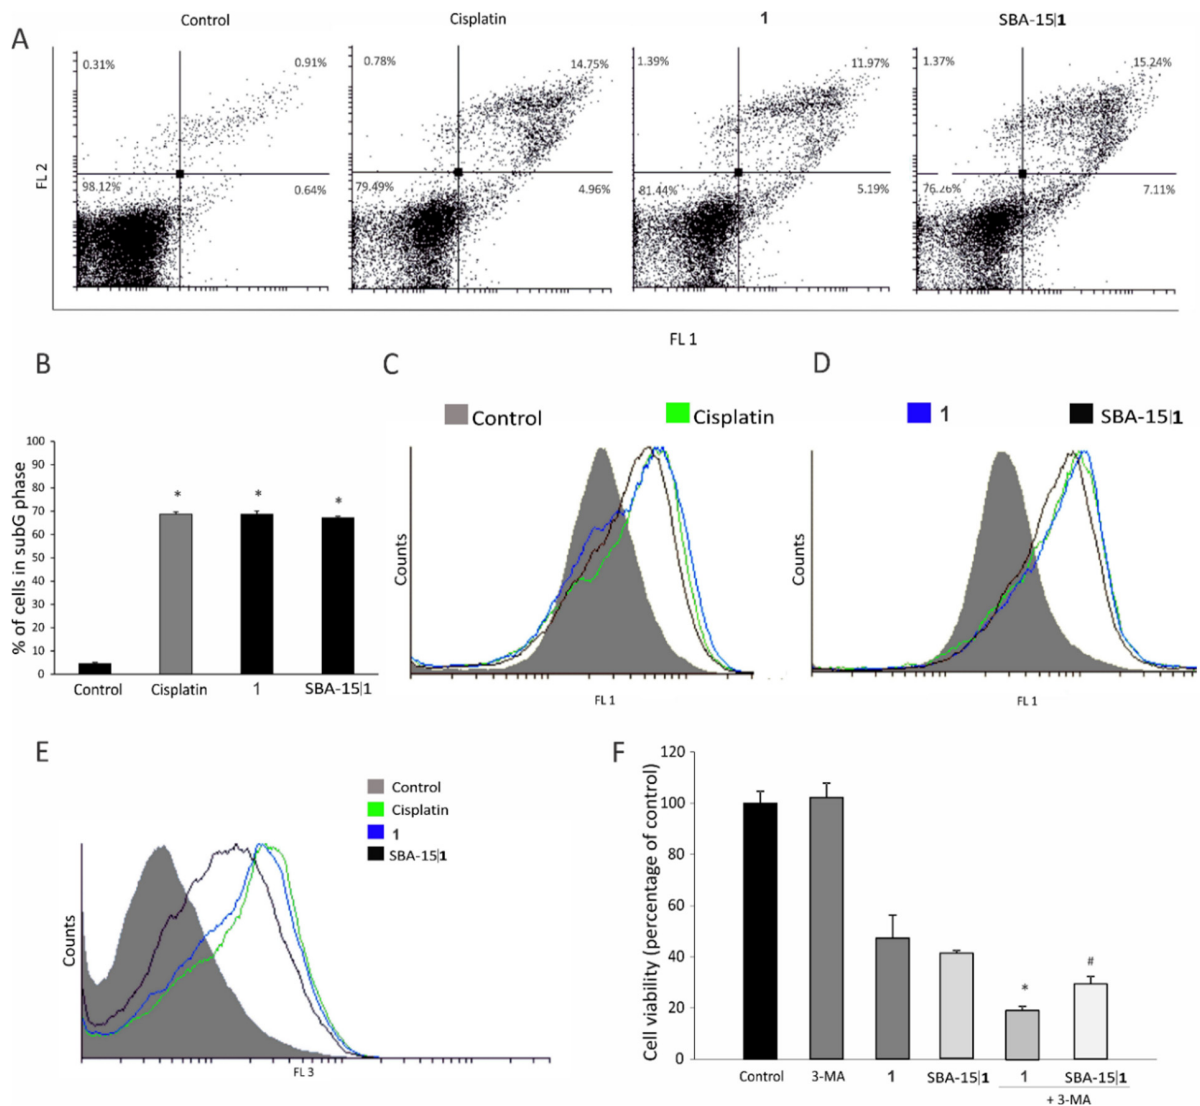 Control Cisplatin 1 SBA-15|1
A
0.31% 0.91% 0.78% 14.75% 1.39% 11.97% 1.37% 15.24%
FL 2
98.12% 0.64% 79.49% 4.96% 81.44% 5.19% 76.26% 7.11%
FL 1
B
% of cells in subG phase
100
90
80
70
60
50
40
30
20
10
0
* * *
Control Cisplatin 1 SBA-15|1
C D
Control Cisplatin 1 SBA-15|1
Counts
FL 1
Counts
FL 1
E
Control
Cisplatin
1
SBA-15|1
Counts
FL 3
F
Cell viability (percentage of control)
120
100
80
60
40
20
0
* #
Control 3-MA 1 SBA-15|1 1 SBA-15|1
+ 3-MA